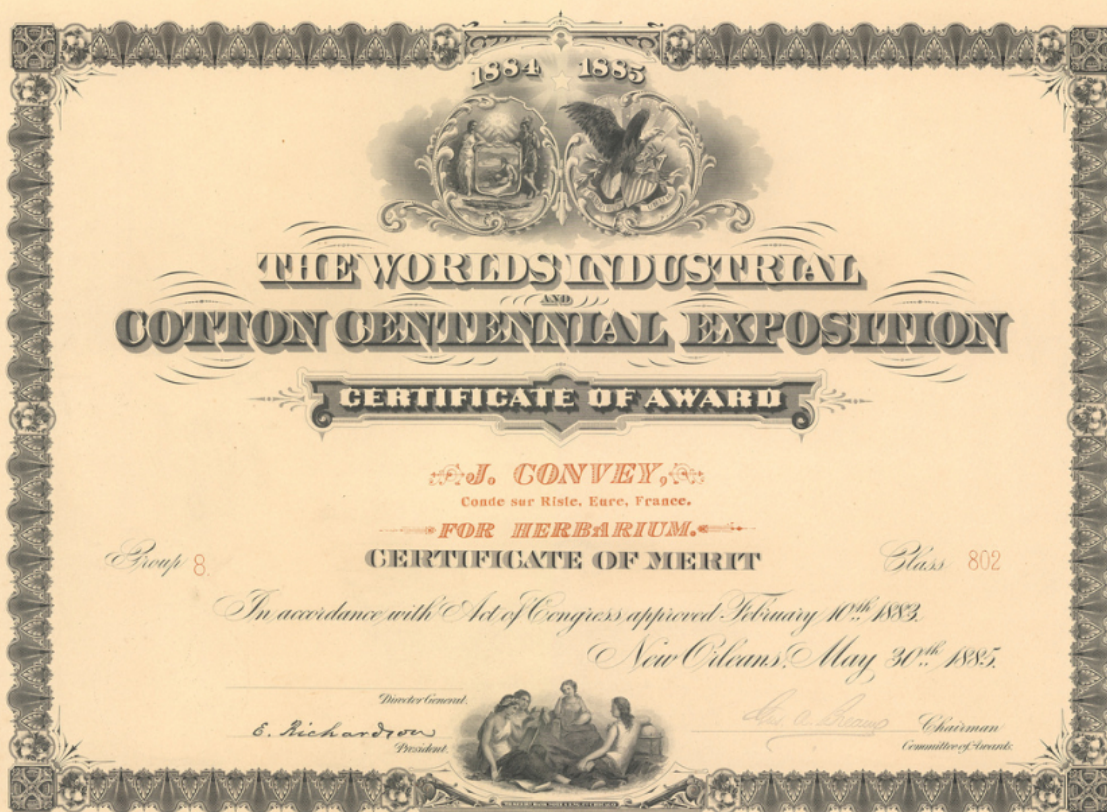 1884 1885
THE WORLDS INDUSTRIAL
AND
COTTON CENTENNIAL EXPOSITION
CERTIFICATE OF AWARD
J. CONVEY,
Conde sur Risle, Eure, France.
FOR HERBARIUM.
CERTIFICATE OF MERIT
Group 8.
Class 802
In accordance with Act of Congress approved February 10th 1883.
New Orleans, May 30th 1885.
Director General.
E. Richardson
President.
Chairman
Committee of Awards.